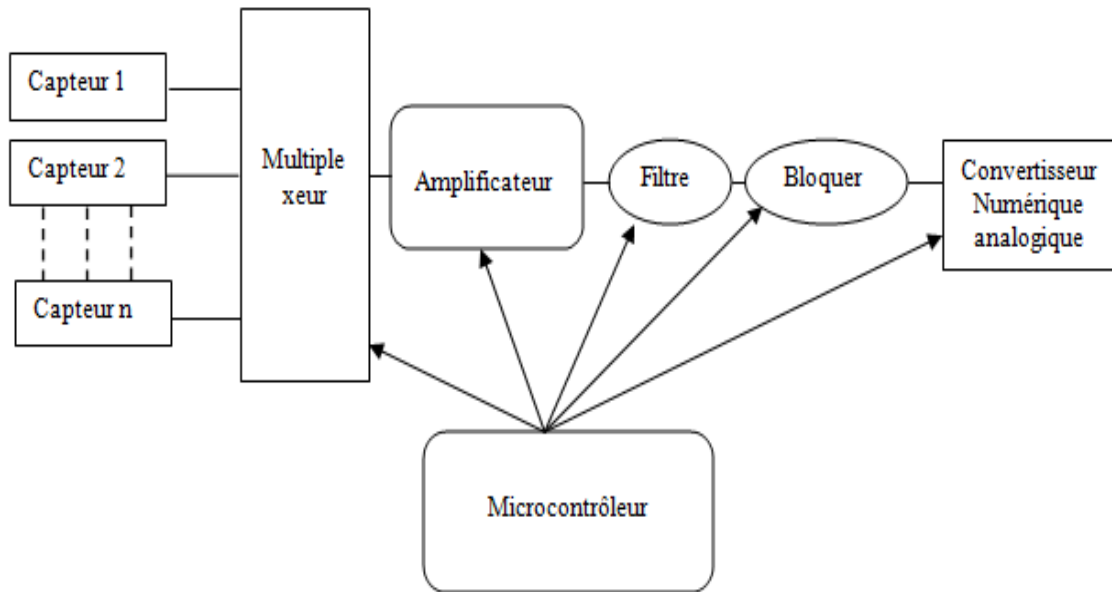 Capteur 1
Capteur 2
Capteur n
Multiple
xeur
Amplificateur
Filtre
Bloquer
Convertisseur
Numérique
analogique
Microcontrôleur